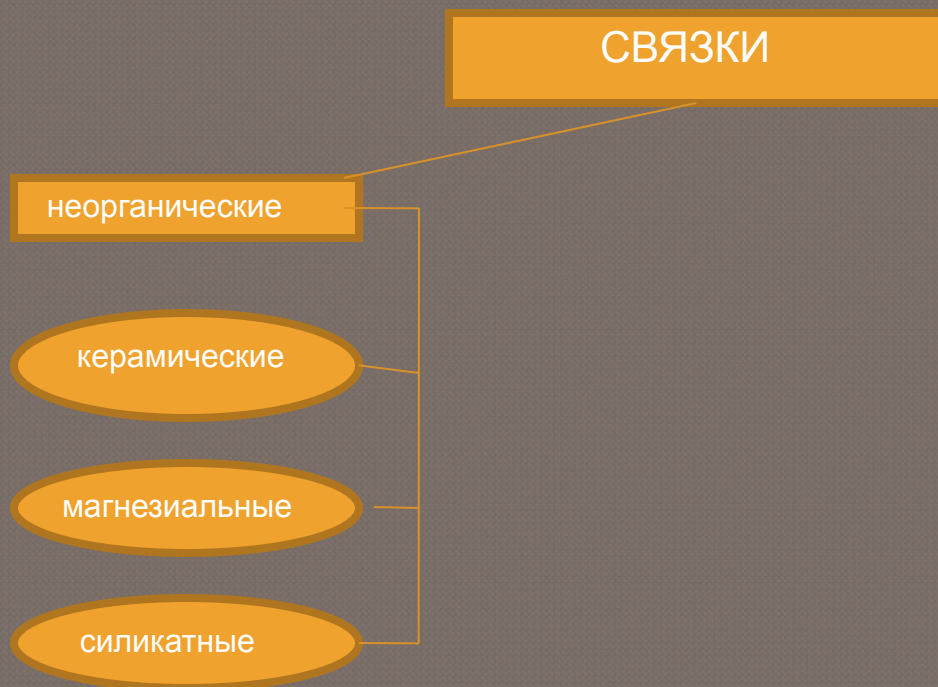 СВЯЗКИ
неорганические
керамические
магнезиальные
силикатные